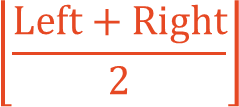 ⌊(Left + Right) / 2⌋